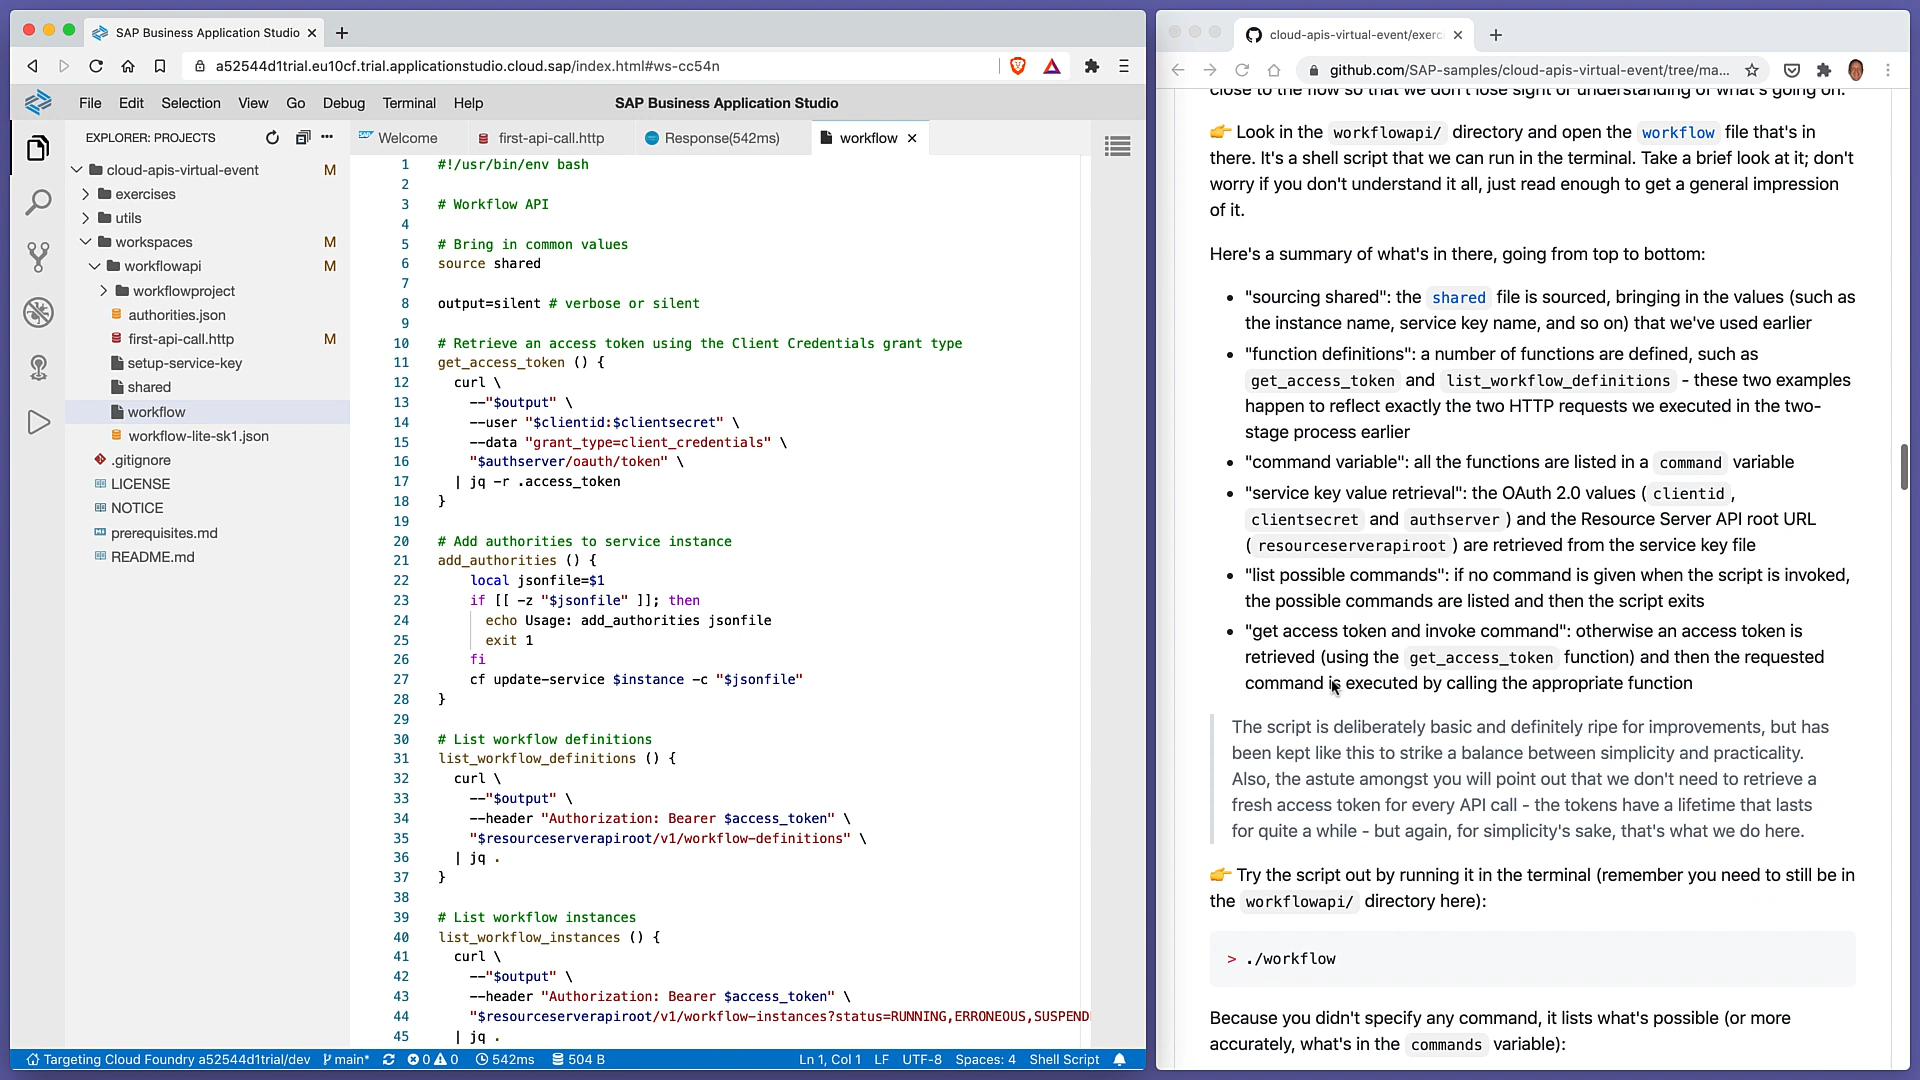 SAP Business Application Studio
a52544d1trial.eu10cf.trial.applicationstudio.cloud.sap/index.html#ws-cc54n
File Edit Selection View Go Debug Terminal Help
SAP Business Application Studio
EXPLORER: PROJECTS
cloud-apis-virtual-event M
exercises
utils
workspaces M
workflowapi M
workflowproject
authorities.json
first-api-call.http M
setup-service-key
shared
workflow
workflow-lite-sk1.json
.gitignore
LICENSE
NOTICE
prerequisites.md
README.md
Welcome
first-api-call.http
Response(542ms)
workflow
1 #!/usr/bin/env bash
2
3 # Workflow API
4
5 # Bring in common values
6 source shared
7
8 output=silent # verbose or silent
9
10 # Retrieve an access token using the Client Credentials grant type
11 get_access_token () {
12 curl \
13 --"$output" \
14 --user "$clientid:$clientsecret" \
15 --data "grant_type=client_credentials" \
16 "$authserver/oauth/token" \
17 | jq -r .access_token
18 }
19
20 # Add authorities to service instance
21 add_authorities () {
22 local jsonfile=$1
23 if [[ -z "$jsonfile" ]]; then
24 echo Usage: add_authorities jsonfile
25 exit 1
26 fi
27 cf update-service $instance -c "$jsonfile"
28 }
29
30 # List workflow definitions
31 list_workflow_definitions () {
32 curl \
33 --"$output" \
34 --header "Authorization: Bearer $access_token" \
35 "$resourceserverapiroot/v1/workflow-definitions" \
36 | jq .
37 }
38
39 # List workflow instances
40 list_workflow_instances () {
41 curl \
42 --"$output" \
43 --header "Authorization: Bearer $access_token" \
44 "$resourceserverapiroot/v1/workflow-instances?status=RUNNING,ERRONEOUS,SUSPEND
45 | jq .
Targeting Cloud Foundry a52544d1trial/dev main* 0 0 542ms 504 B Ln 1, Col 1 LF UTF-8 Spaces: 4 Shell Script
cloud-apis-virtual-event/exerc
github.com/SAP-samples/cloud-apis-virtual-event/tree/ma...
close to the flow so that we don't lose sight or understanding of what's going on.
👉 Look in the workflowapi/ directory and open the workflow file that's in
there. It's a shell script that we can run in the terminal. Take a brief look at it; don't
worry if you don't understand it all, just read enough to get a general impression
of it.
Here's a summary of what's in there, going from top to bottom:
• "sourcing shared": the shared file is sourced, bringing in the values (such as
the instance name, service key name, and so on) that we've used earlier
• "function definitions": a number of functions are defined, such as
get_access_token and list_workflow_definitions - these two examples
happen to reflect exactly the two HTTP requests we executed in the two-
stage process earlier
• "command variable": all the functions are listed in a command variable
• "service key value retrieval": the OAuth 2.0 values ( clientid ,
clientsecret and authserver ) and the Resource Server API root URL
( resourceserverapiroot ) are retrieved from the service key file
• "list possible commands": if no command is given when the script is invoked,
the possible commands are listed and then the script exits
• "get access token and invoke command": otherwise an access token is
retrieved (using the get_access_token function) and then the requested
command is executed by calling the appropriate function
The script is deliberately basic and definitely ripe for improvements, but has
been kept like this to strike a balance between simplicity and practicality.
Also, the astute amongst you will point out that we don't need to retrieve a
fresh access token for every API call - the tokens have a lifetime that lasts
for quite a while - but again, for simplicity's sake, that's what we do here.
👉 Try the script out by running it in the terminal (remember you need to still be in
the workflowapi/ directory here):
> ./workflow
Because you didn't specify any command, it lists what's possible (or more
accurately, what's in the commands variable):